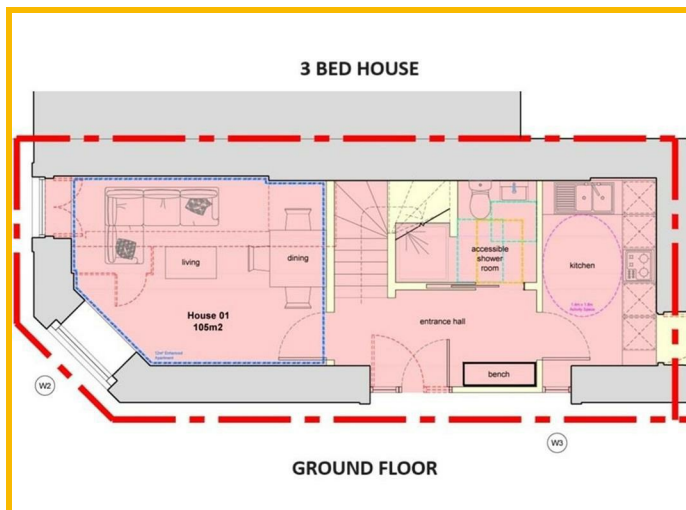 3 BED HOUSE
living
dining
House 01
105m2
accessible
shower
room
kitchen
entrance hall
bench
W2
W3
GROUND FLOOR